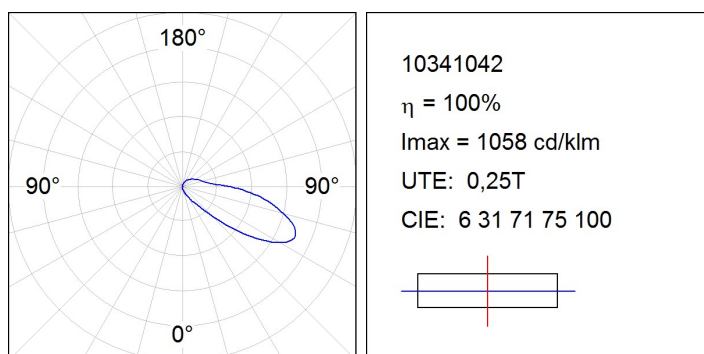 180°
90° 90°
0°
10341042
η = 100%
Imax = 1058 cd/klm
UTE: 0,25T
CIE: 6 31 71 75 100